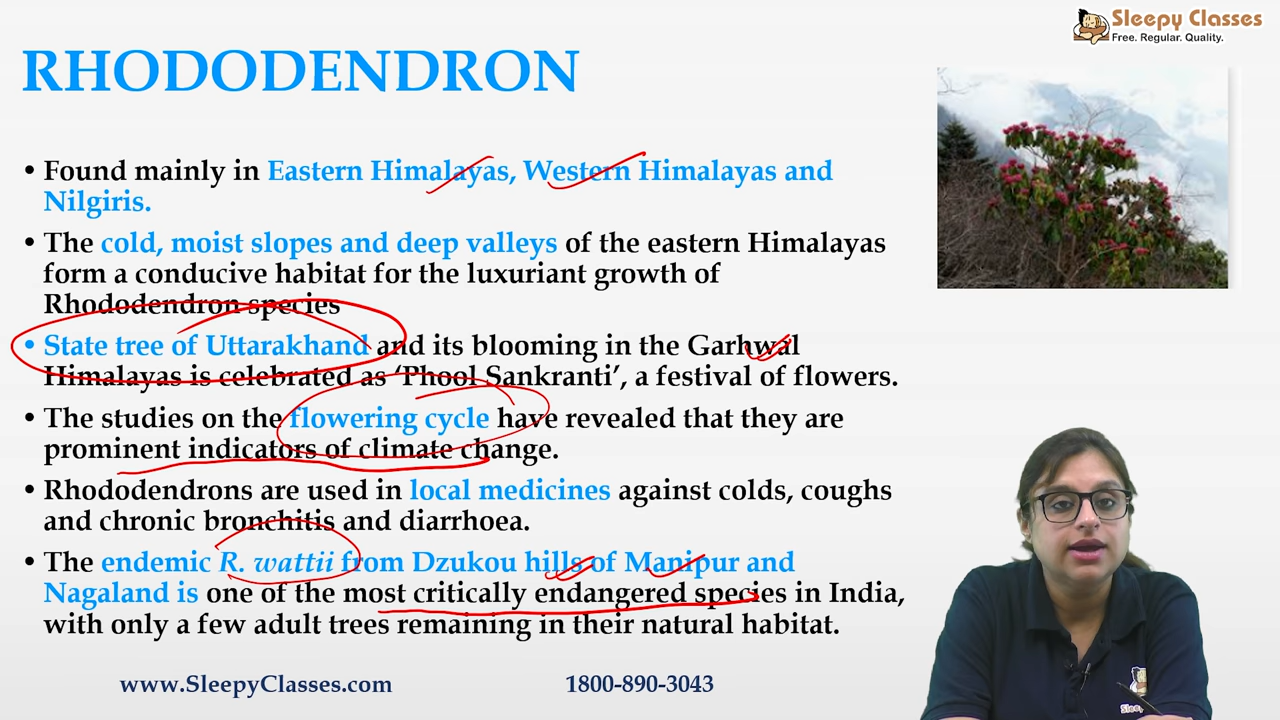 Sleepy Classes
Free. Regular. Quality.
RHODODENDRON
• Found mainly in Eastern Himalayas, Western Himalayas and
Nilgiris.
• The cold, moist slopes and deep valleys of the eastern Himalayas
form a conducive habitat for the luxuriant growth of
Rhododendron species
• State tree of Uttarakhand and its blooming in the Garhwal
Himalayas is celebrated as ‘Phool Sankranti’, a festival of flowers.
• The studies on the flowering cycle have revealed that they are
prominent indicators of climate change.
• Rhododendrons are used in local medicines against colds, coughs
and chronic bronchitis and diarrhoea.
• The endemic R. wattii from Dzukou hills of Manipur and
Nagaland is one of the most critically endangered species in India,
with only a few adult trees remaining in their natural habitat.
www.SleepyClasses.com
1800-890-3043